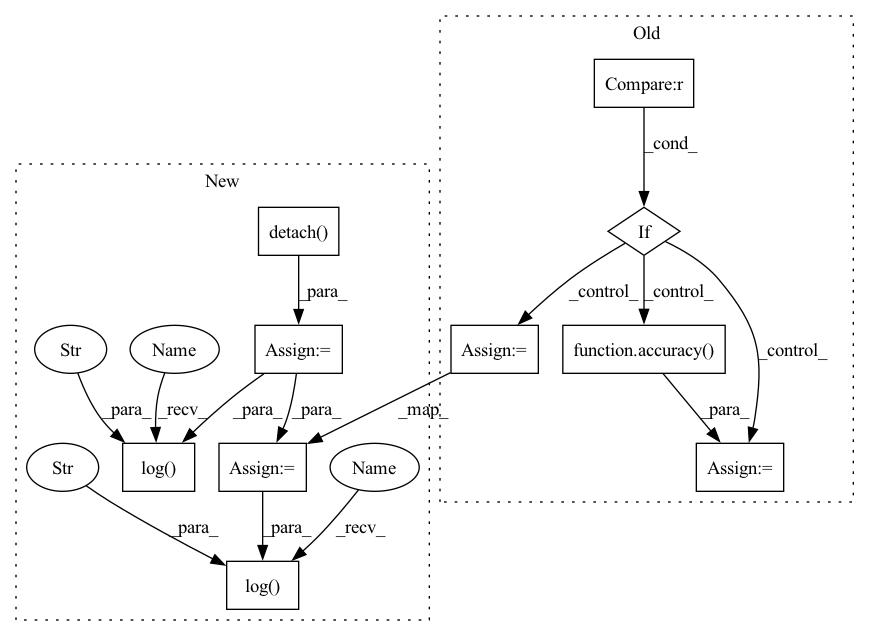 Old
Compare:r
_cond_
New
If
detach()
_para_
_control_
_control_
Str
Name
Assign:=
Assign:=
function.accuracy()
_control_
_para_
_recv_
_para_
_para_
_map_
_para_
Str
log()
Assign:=
Name
Assign:=
_para_
_para_
_recv_
log()